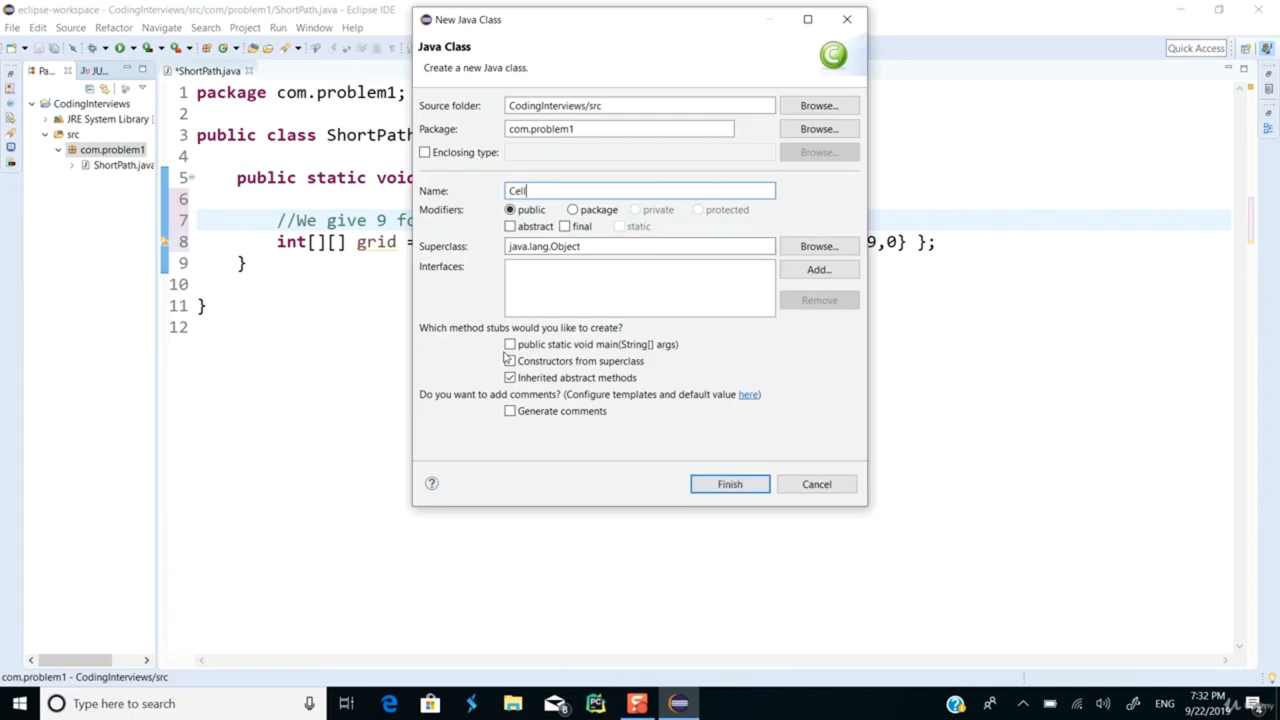 eclipse-workspace - CodingInterviews/src/com/problem1/ShortPath.java - Eclipse IDE
File Edit Source Refactor Navigate Search Project Run Window Help
Quick Access
Pa...
JU...
*ShortPath.java
CodingInterviews
JRE System Library
src
com.problem1
ShortPath.java
1 package com.problem1;
2
3 public class ShortPath
4
5 public static void
6
7 //We give 9 fo
8 int[][] grid = 9,0} };
9 }
10
11 }
12
New Java Class
Java Class
Create a new Java class.
Source folder: CodingInterviews/src Browse...
Package: com.problem1 Browse...
Enclosing type: Browse...
Name: Cell
Modifiers: public package private protected
abstract final static
Superclass: java.lang.Object Browse...
Interfaces: Add...
Remove
Which method stubs would you like to create?
public static void main(String[] args)
Constructors from superclass
Inherited abstract methods
Do you want to add comments? (Configure templates and default value here)
Generate comments
Finish Cancel
com.problem1 - CodingInterviews/src
Type here to search
ENG
7:32 PM